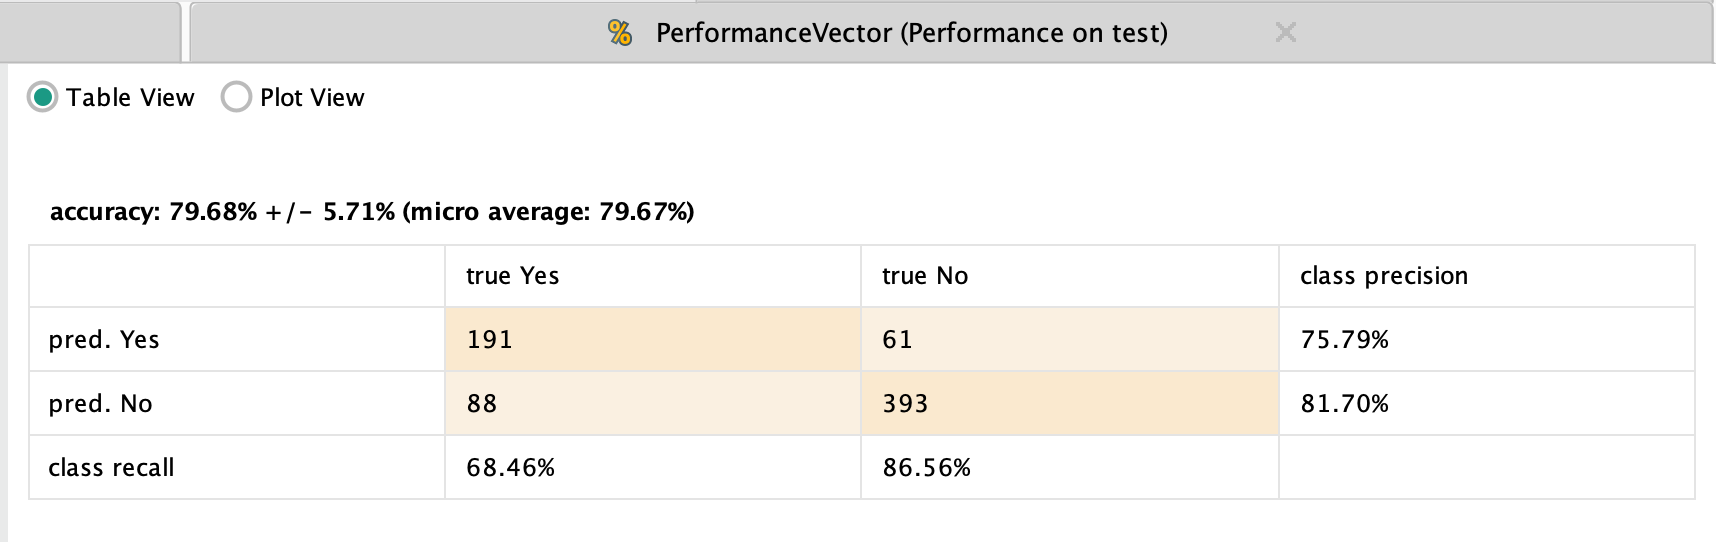 PerformanceVector (Performance on test)
Table View Plot View
accuracy: 79.68% +/- 5.71% (micro average: 79.67%)
true Yes true No class precision
pred. Yes 191 61 75.79%
pred. No 88 393 81.70%
class recall 68.46% 86.56%